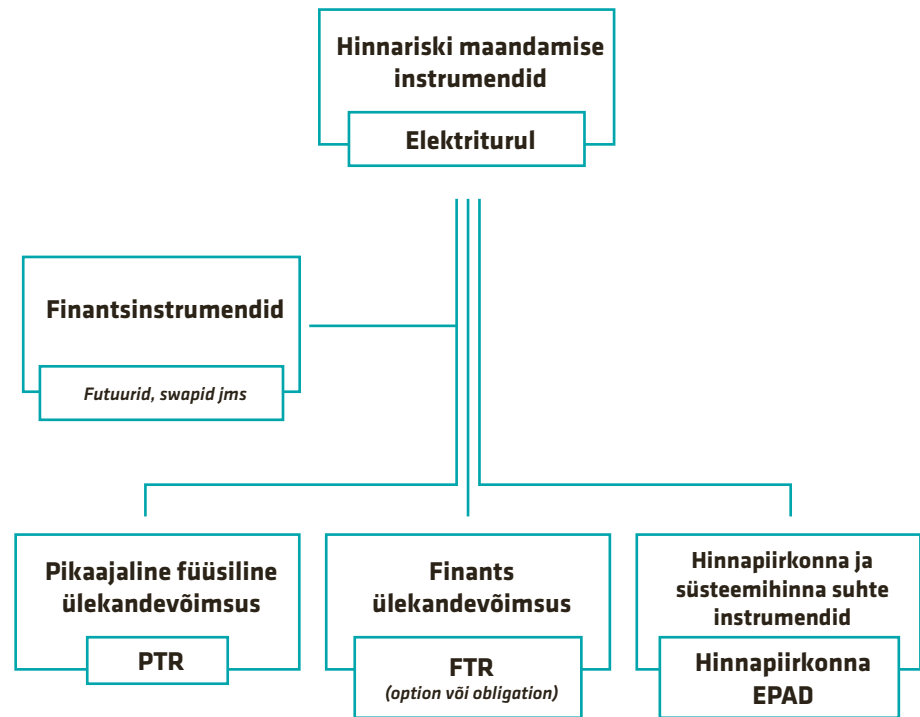 Hinnariski maandamise
instrumendid
Elektriturul
Finantsinstrumendid
Futuurid, swapid jms
Pikaajaline füüsiline
ülekandevõimsus
PTR
Finants
ülekandevõimsus
FTR
(option või obligation)
Hinnapiirkonna ja
süsteemihinna suhte
instrumendid
Hinnapiirkonna
EPAD